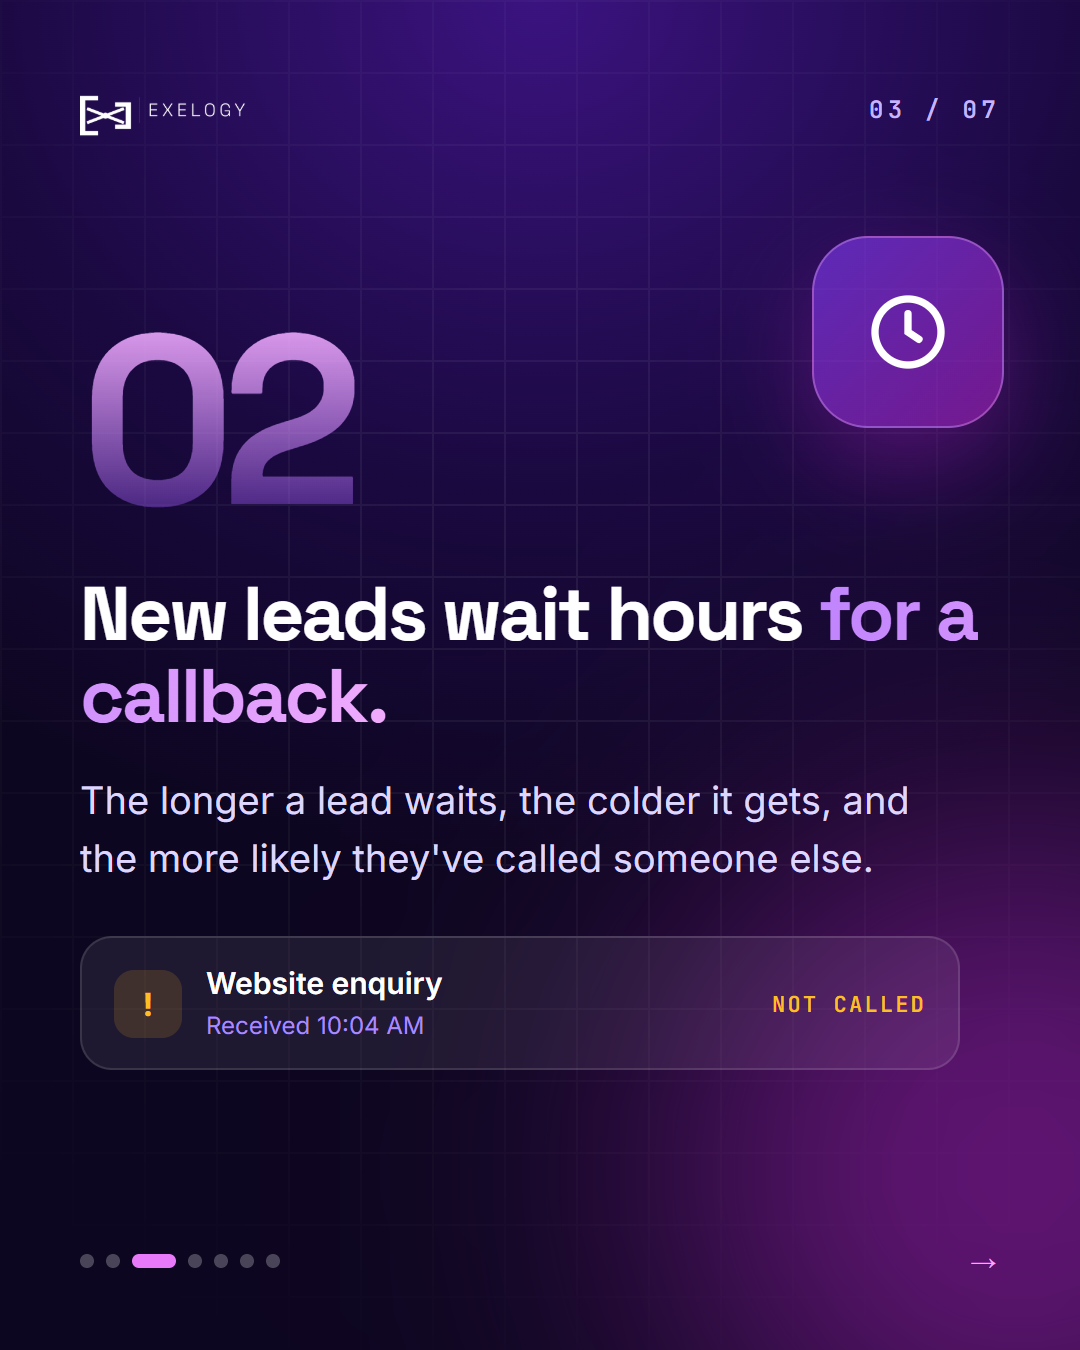 EXELOGY
03 / 07
02
New leads wait hours for a
callback.
The longer a lead waits, the colder it gets, and
the more likely they've called someone else.
!
Website enquiry
Received 10:04 AM
NOT CALLED
→